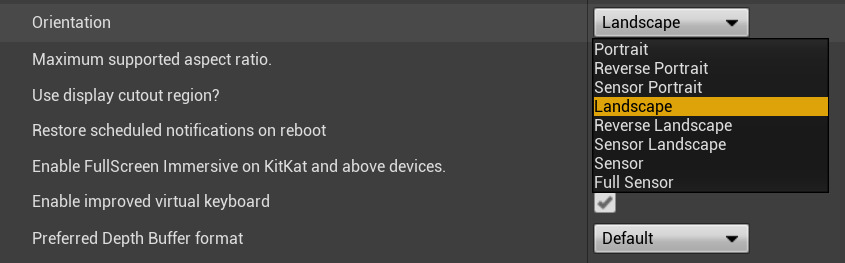 Orientation
Landscape
Portrait
Maximum supported aspect ratio.
Reverse Portrait
Sensor Portrait
Use display cutout region?
Landscape
Reverse Landscape
Restore scheduled notifications on reboot
Sensor Landscape
Sensor
Enable FullScreen Immersive on KitKat and above devices.
Full Sensor
Enable improved virtual keyboard
Preferred Depth Buffer format
Default